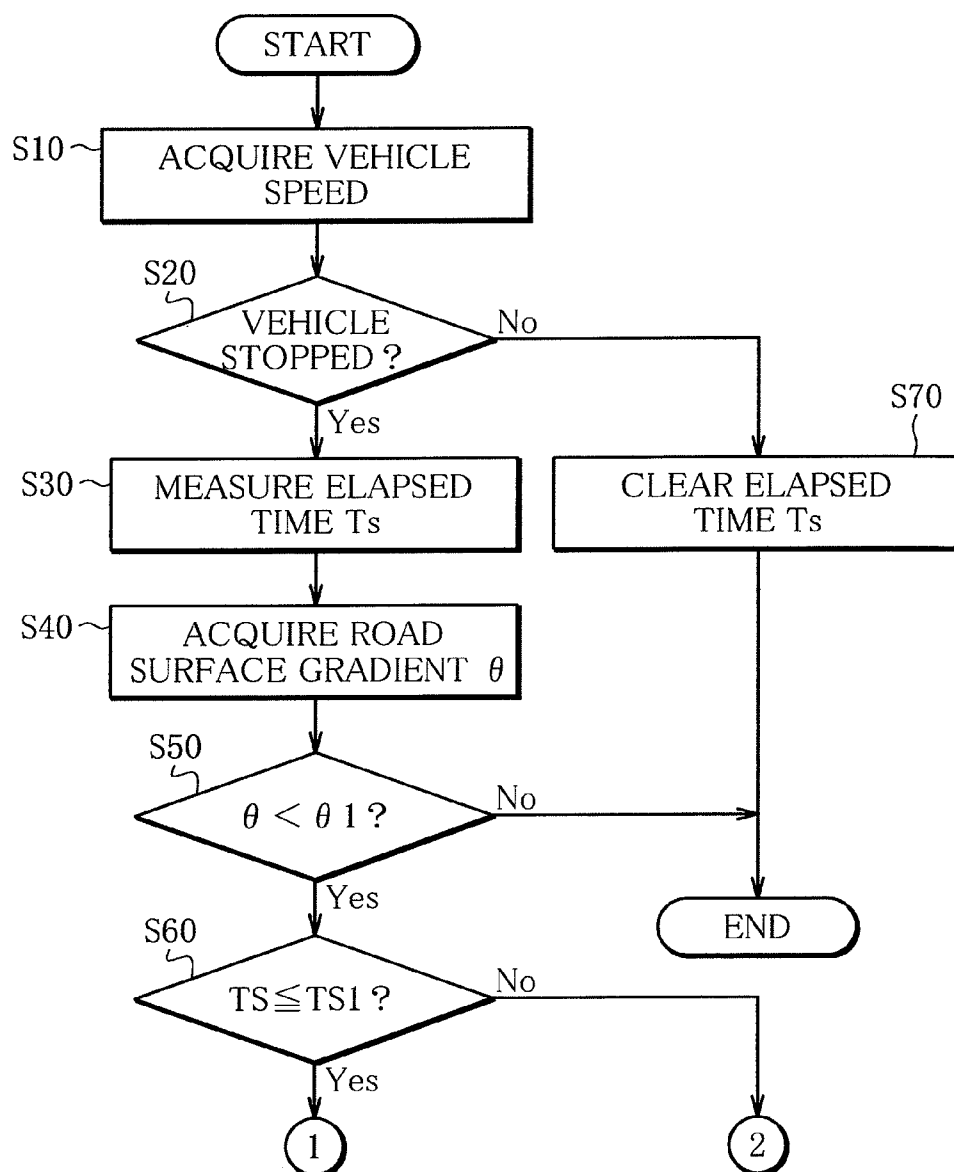 START
S10
ACQUIRE VEHICLE
SPEED
S20
VEHICLE
STOPPED ?
No
Yes
S70
CLEAR ELAPSED
TIME Ts
S30
MEASURE ELAPSED
TIME Ts
S40
ACQUIRE ROAD
SURFACE GRADIENT θ
S50
θ < θ 1 ?
No
Yes
END
S60
TS≦TS1 ?
No
Yes
1
2